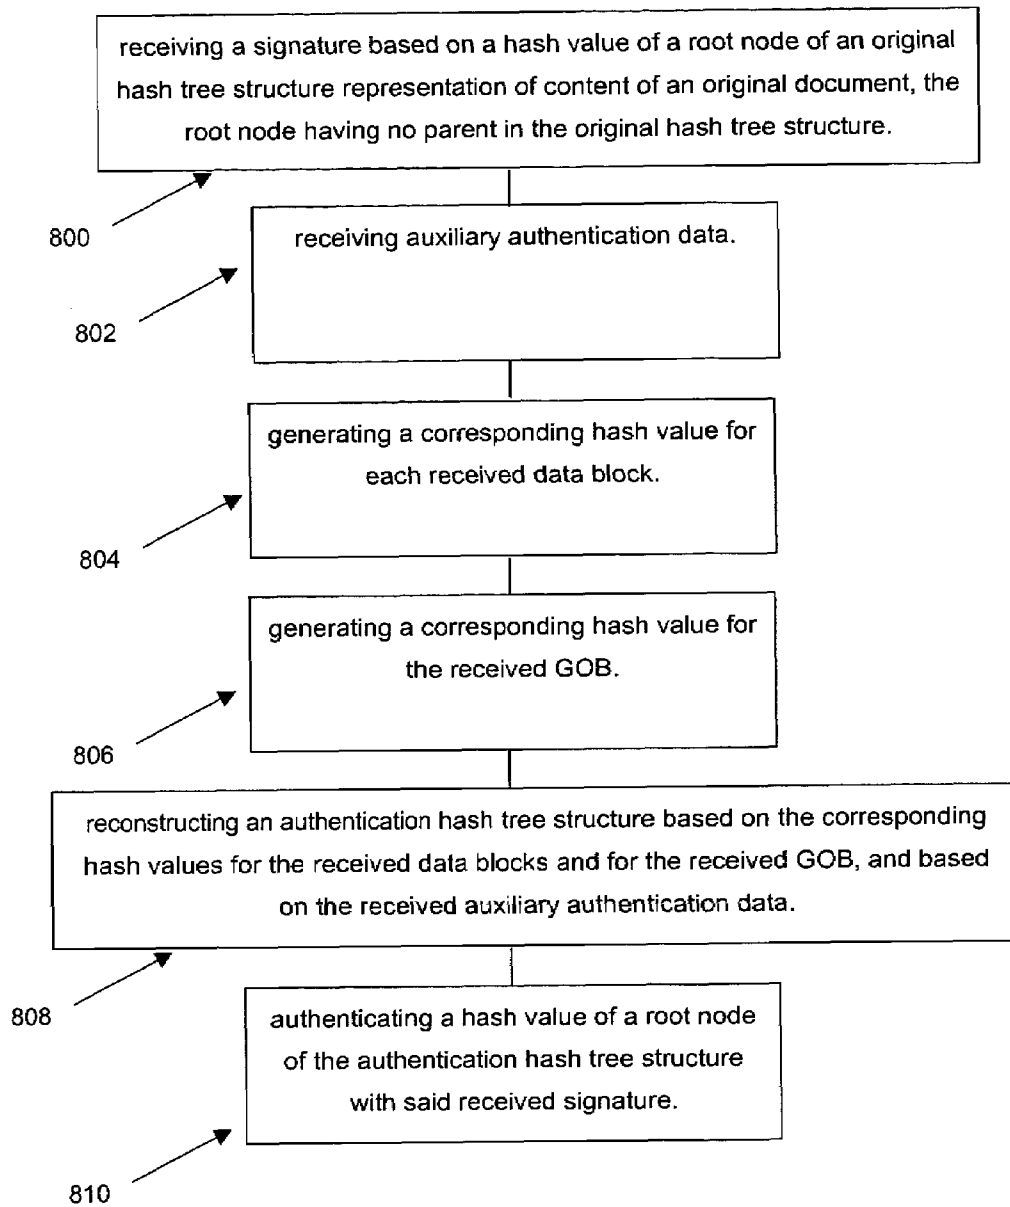 receiving a signature based on a hash value of a root node of an original
hash tree structure representation of content of an original document, the
root node having no parent in the original hash tree structure.
800
receiving auxiliary authentication data.
802
generating a corresponding hash value for
each received data block.
804
generating a corresponding hash value for
the received GOB.
806
reconstructing an authentication hash tree structure based on the corresponding
hash values for the received data blocks and for the received GOB, and based
on the received auxiliary authentication data.
808
authenticating a hash value of a root node
of the authentication hash tree structure
with said received signature.
810